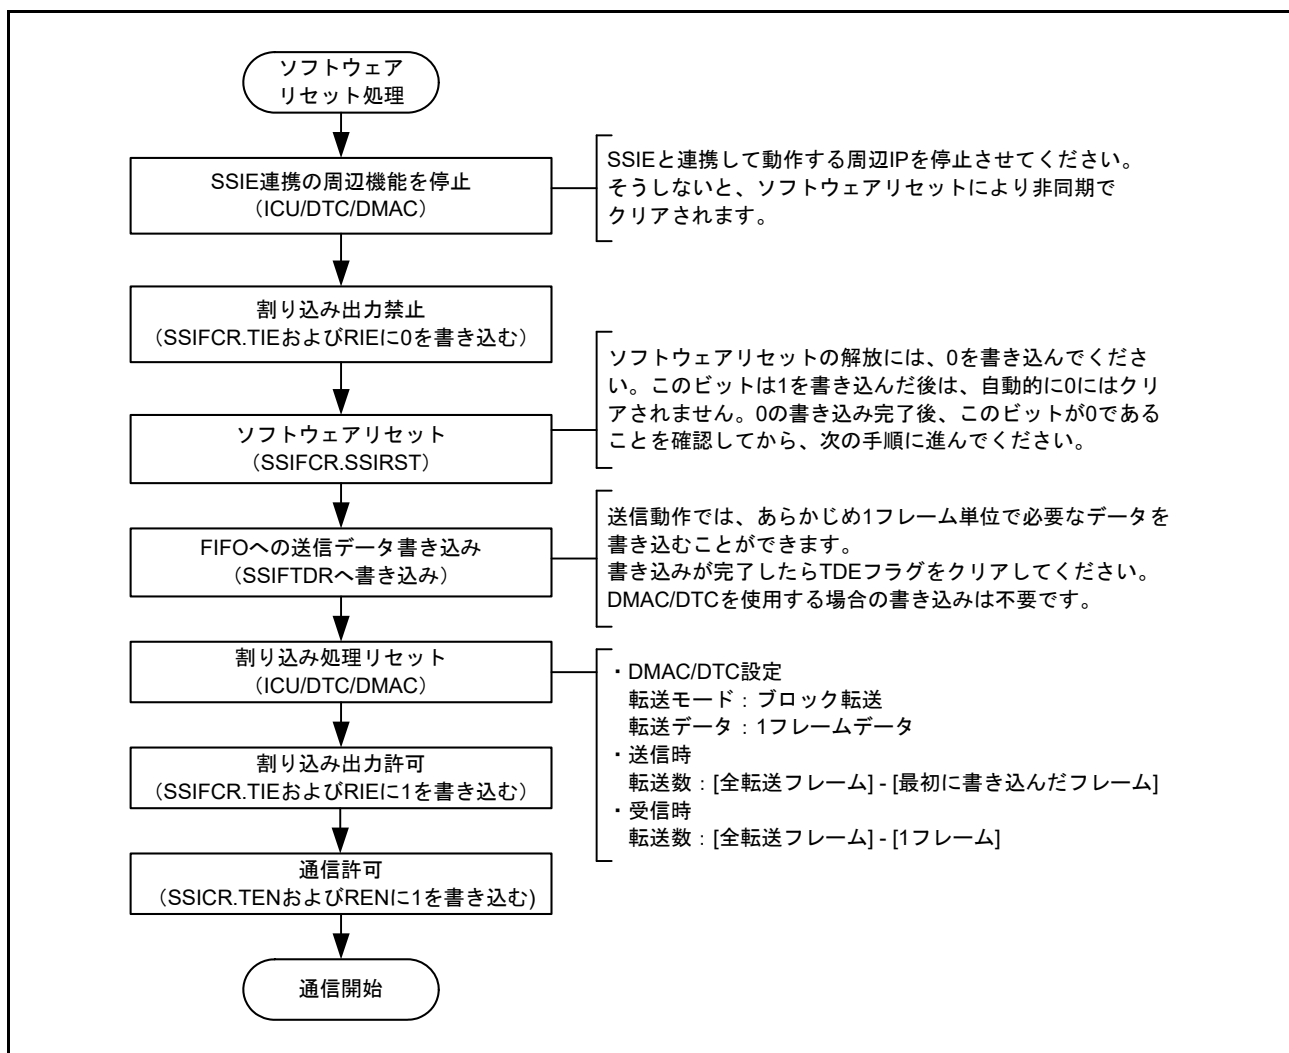 ソフトウェア
リセット処理
SSIE連携の周辺機能を停止
（ICU/DTC/DMAC）
SSIEと連携して動作する周辺IPを停止させてください。
そうしないと、ソフトウェアリセットにより非同期で
クリアされます。
割り込み出力禁止
（SSIFCR.TIEおよびRIEに0を書き込む）
ソフトウェアリセット
（SSIFCR.SSIRST）
ソフトウェアリセットの解放には、0を書き込んでくださ
い。このビットは1を書き込んだ後は、自動的に0にはクリ
アされません。0の書き込み完了後、このビットが0である
ことを確認してから、次の手順に進んでください。
FIFOへの送信データ書き込み
（SSIFTDRへ書き込み）
送信動作では、あらかじめ1フレーム単位で必要なデータを
書き込むことができます。
書き込みが完了したらTDEフラグをクリアしてください。
DMAC/DTCを使用する場合の書き込みは不要です。
割り込み処理リセット
（ICU/DTC/DMAC）
・DMAC/DTC設定
転送モード：ブロック転送
転送データ：1フレームデータ
・送信時
転送数：[全転送フレーム] - [最初に書き込んだフレーム]
・受信時
転送数：[全転送フレーム] - [1フレーム]
割り込み出力許可
（SSIFCR.TIEおよびRIEに1を書き込む）
通信許可
（SSICR.TENおよびRENに1を書き込む)
通信開始